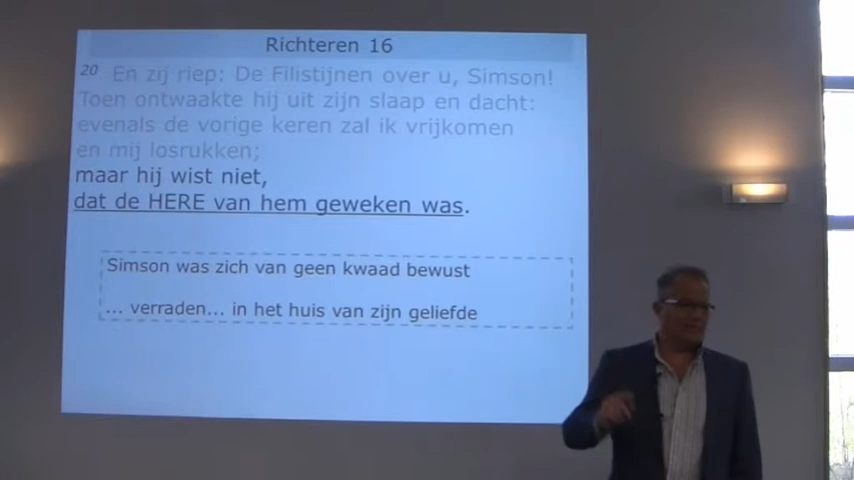 Richteren 16
20 En zij riep: De Filistijnen over u, Simson!
Toen ontwaakte hij uit zijn slaap en dacht:
evenals de vorige keren zal ik vrijkomen
en mij losrukken;
maar hij wist niet,
dat de HERE van hem geweken was.
Simson was zich van geen kwaad bewust
... verraden... in het huis van zijn geliefde